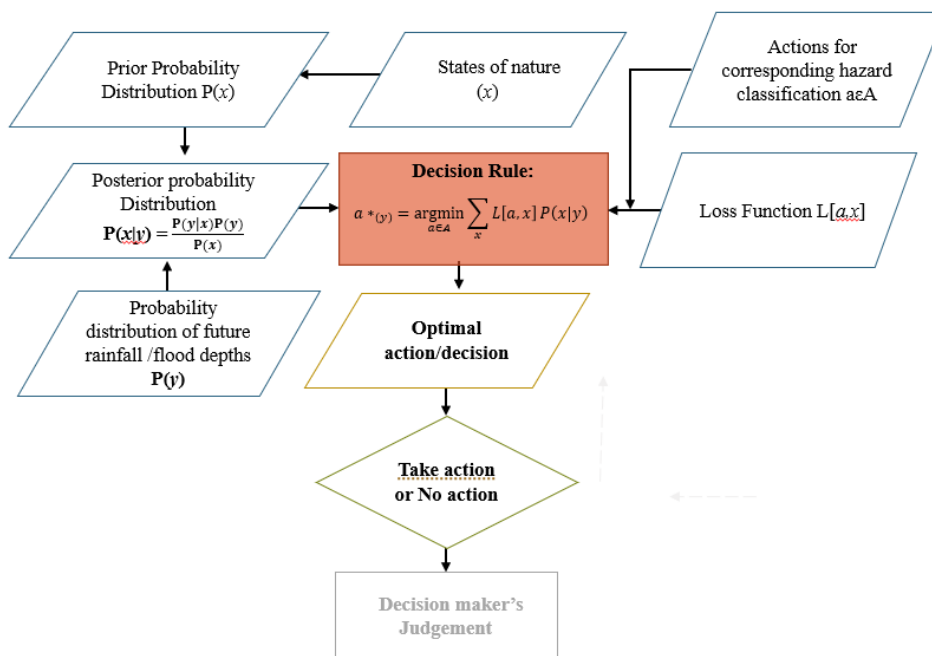 Prior Probability
Distribution P(x)
States of nature
(x)
Actions for
corresponding hazard
classification aεA
Posterior probability
Distribution
P(x|y) = P(y|x)P(y)
P(x)
Decision Rule:
a *(y) = argmin ∑ L[a, x] P(x|y)
a∈A x
Loss Function L[a,x]
Probability
distribution of future
rainfall /flood depths
P(y)
Optimal
action/decision
Take action
or No action
Decision maker's
Judgement